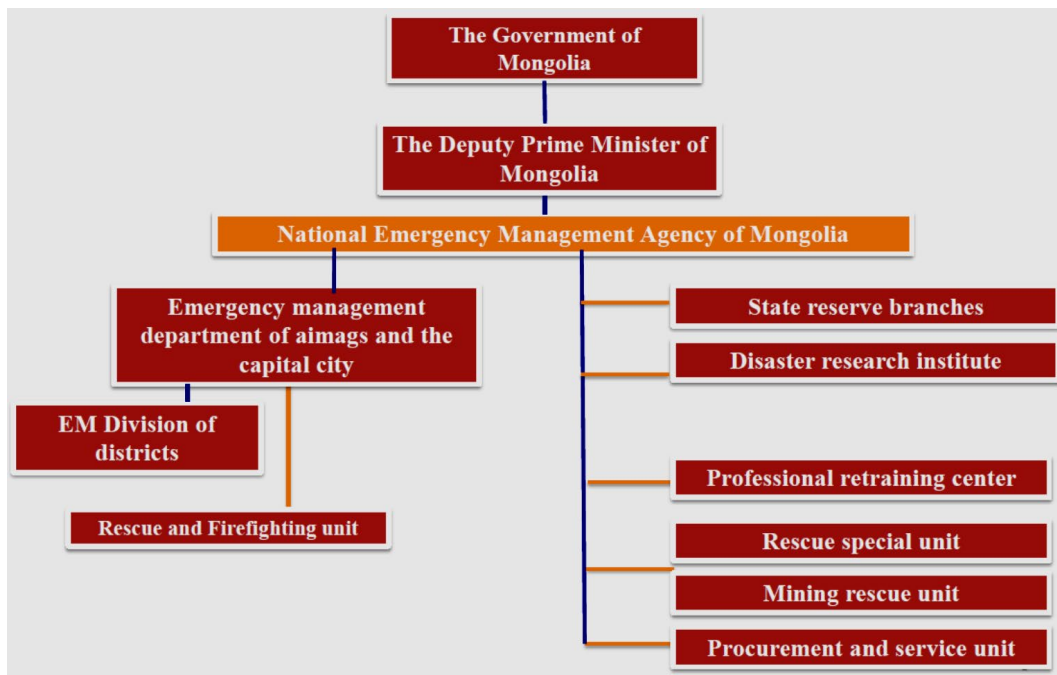 The Government of
Mongolia
The Deputy Prime Minister of
Mongolia
National Emergency Management Agency of Mongolia
Emergency management
department of aimags and the
capital city
EM Division of
districts
Rescue and Firefighting unit
State reserve branches
Disaster research institute
Professional retraining center
Rescue special unit
Mining rescue unit
Procurement and service unit